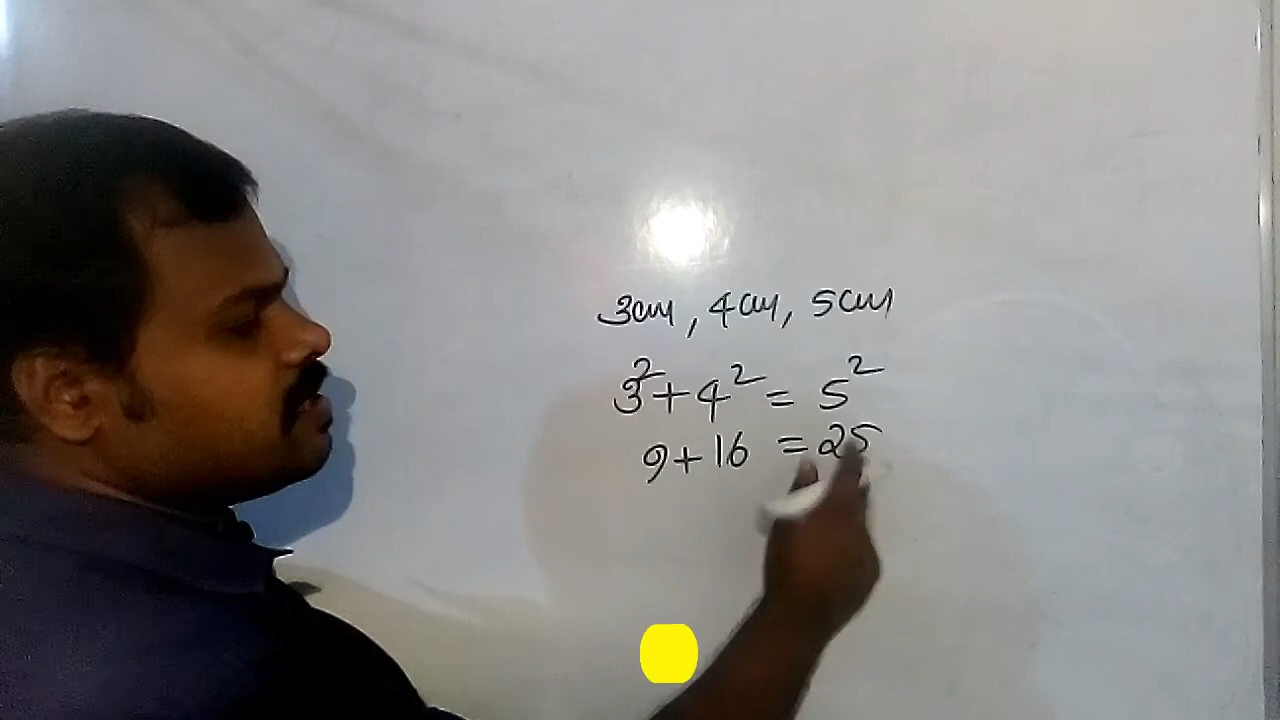 3cm, 4cm, 5cm
3² + 4² = 5²
9 + 16 = 25